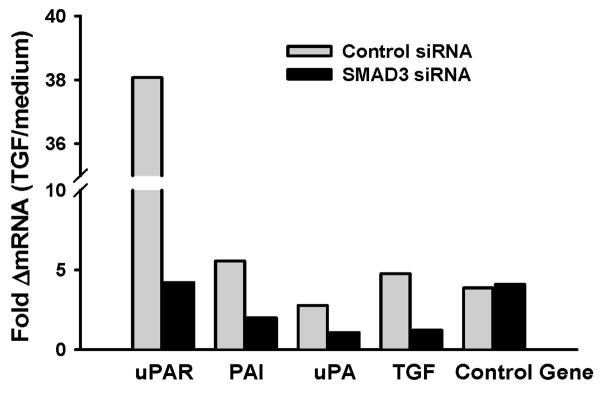 Fold ΔmRNA (TGF/medium)
40
38
36
10
5
0
Control siRNA
SMAD3 siRNA
uPAR PAI uPA TGF Control Gene